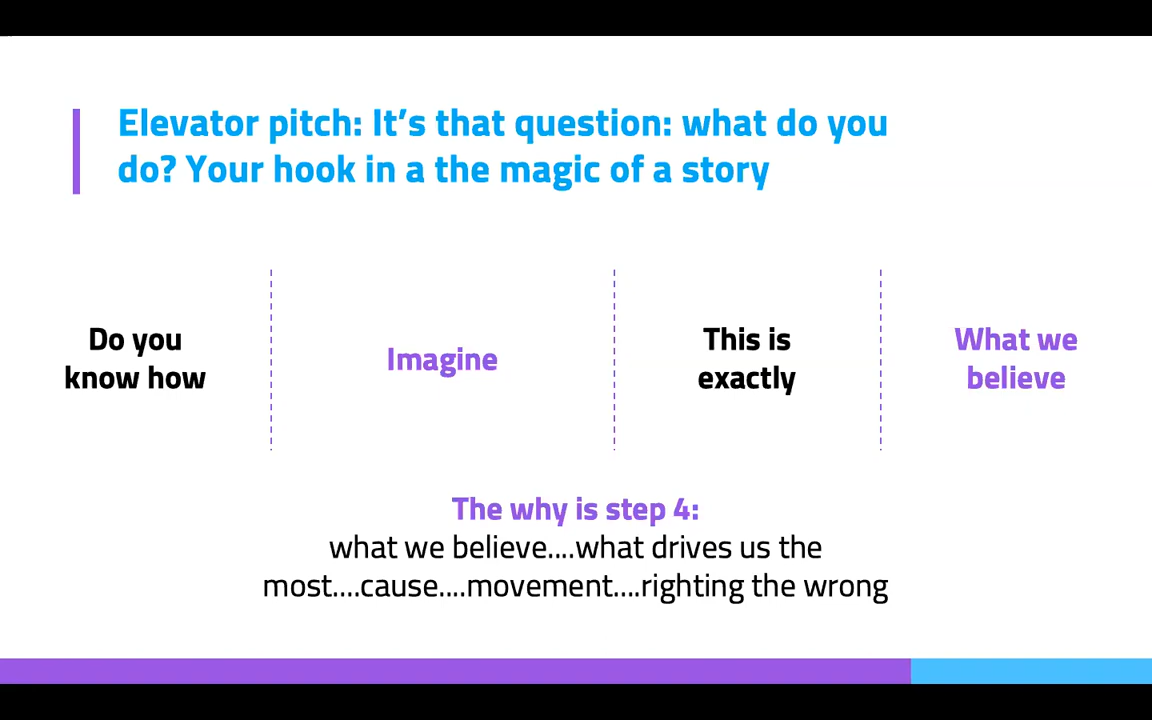 Elevator pitch: It’s that question: what do you
do? Your hook in a the magic of a story
Do you
know how
Imagine
This is
exactly
What we
believe
The why is step 4:
what we believe....what drives us the
most....cause....movement....righting the wrong